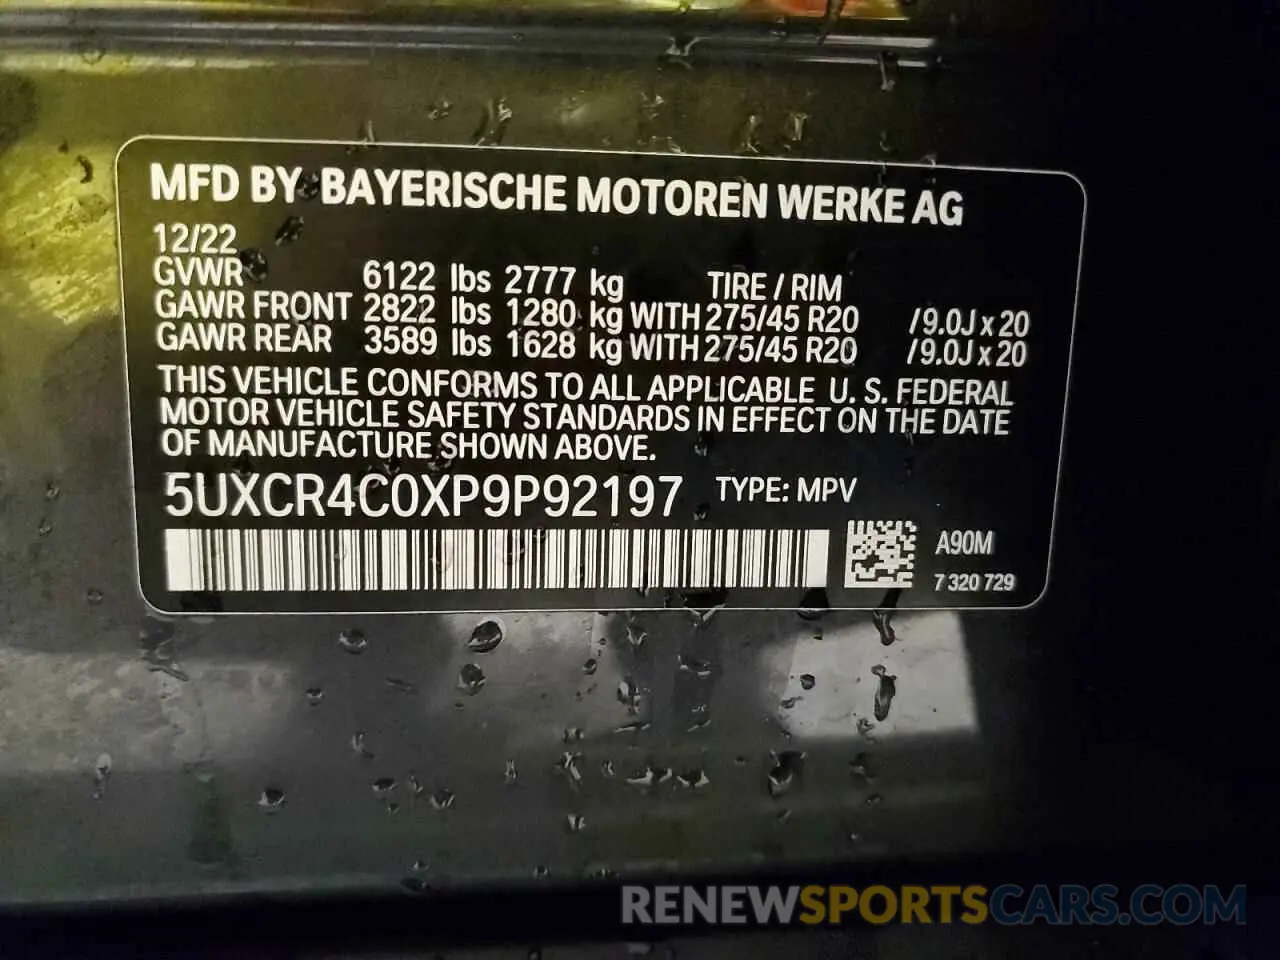 MFD BY BAYERISCHE MOTOREN WERKE AG
12/22
GVWR 6122 lbs 2777 kg TIRE / RIM
GAWR FRONT 2822 lbs 1280 kg WITH 275/45 R20 /9.0J x 20
GAWR REAR 3589 lbs 1628 kg WITH 275/45 R20 /9.0J x 20
THIS VEHICLE CONFORMS TO ALL APPLICABLE U. S. FEDERAL
MOTOR VEHICLE SAFETY STANDARDS IN EFFECT ON THE DATE
OF MANUFACTURE SHOWN ABOVE.
5UXCR4C0XP9P92197 TYPE: MPV
A90M
7 320 729
RENEWSPORTSCARS.COM